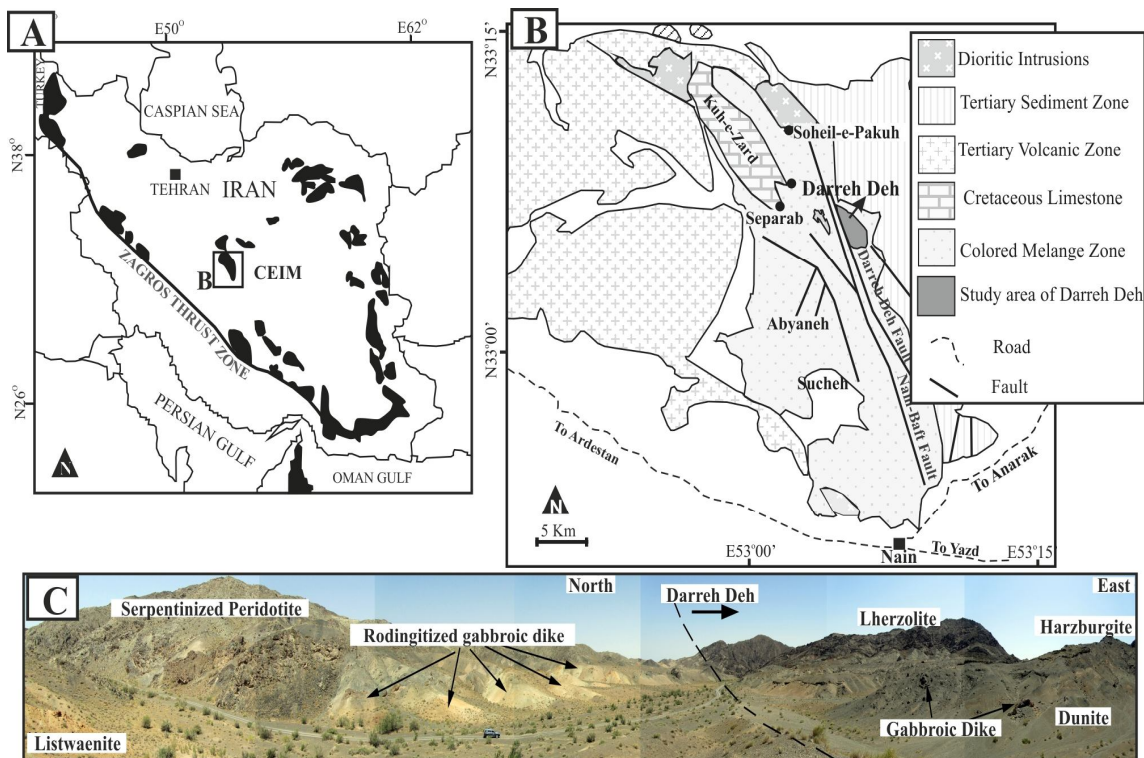 A
E50°
E62°
N38°
N26°
TURKEY
CASPIAN SEA
TEHRAN
IRAN
B
CEIM
ZAGROS THRUST ZONE
PERSIAN GULF
OMAN GULF
N
B
N33°15'
N33°00'
Kuh-e-Zard
Soheil-e-Pakuh
Darreh Deh
Separab
Darreh Deh Fault
Abyaneh
Sucheh
Nain-Baft Fault
To Ardestan
To Anarak
N
5 Km
E53°00'
E53°15'
Nain
To Yazd
Dioritic Intrusions
Tertiary Sediment Zone
Tertiary Volcanic Zone
Cretaceous Limestone
Colored Melange Zone
Study area of Darreh Deh
Road
Fault
C
North
East
Serpentinized Peridotite
Rodingitized gabbroic dike
Darreh Deh
Lherzolite
Harzburgite
Gabbroic Dike
Dunite
Listwaenite